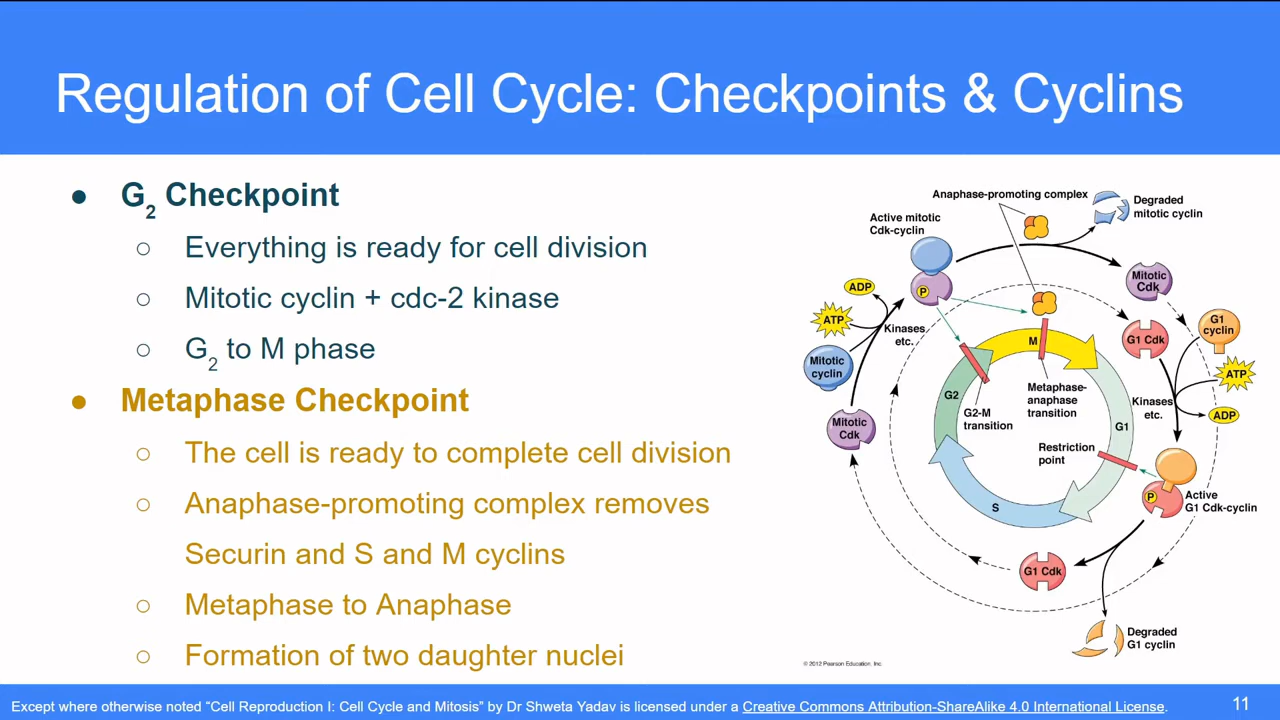 Regulation of Cell Cycle: Checkpoints & Cyclins
● G₂ Checkpoint
○ Everything is ready for cell division
○ Mitotic cyclin + cdc-2 kinase
○ G₂ to M phase
● Metaphase Checkpoint
○ The cell is ready to complete cell division
○ Anaphase-promoting complex removes
Securin and S and M cyclins
○ Metaphase to Anaphase
○ Formation of two daughter nuclei
Anaphase-promoting complex
Degraded
mitotic cyclin
Active mitotic
Cdk-cyclin
P
ADP
ATP
Kinases
etc.
Mitotic
cyclin
Mitotic
Cdk
Mitotic
Cdk
G1 Cdk
G1
cyclin
ATP
Kinases
etc.
ADP
M
G2
G1
S
Metaphase-
anaphase
transition
G2-M
transition
Restriction
point
P
Active
G1 Cdk-cyclin
G1 Cdk
Degraded
G1 cyclin
© 2012 Pearson Education, Inc.
Except where otherwise noted “Cell Reproduction I: Cell Cycle and Mitosis” by Dr Shweta Yadav is licensed under a Creative Commons Attribution-ShareAlike 4.0 International License.
11